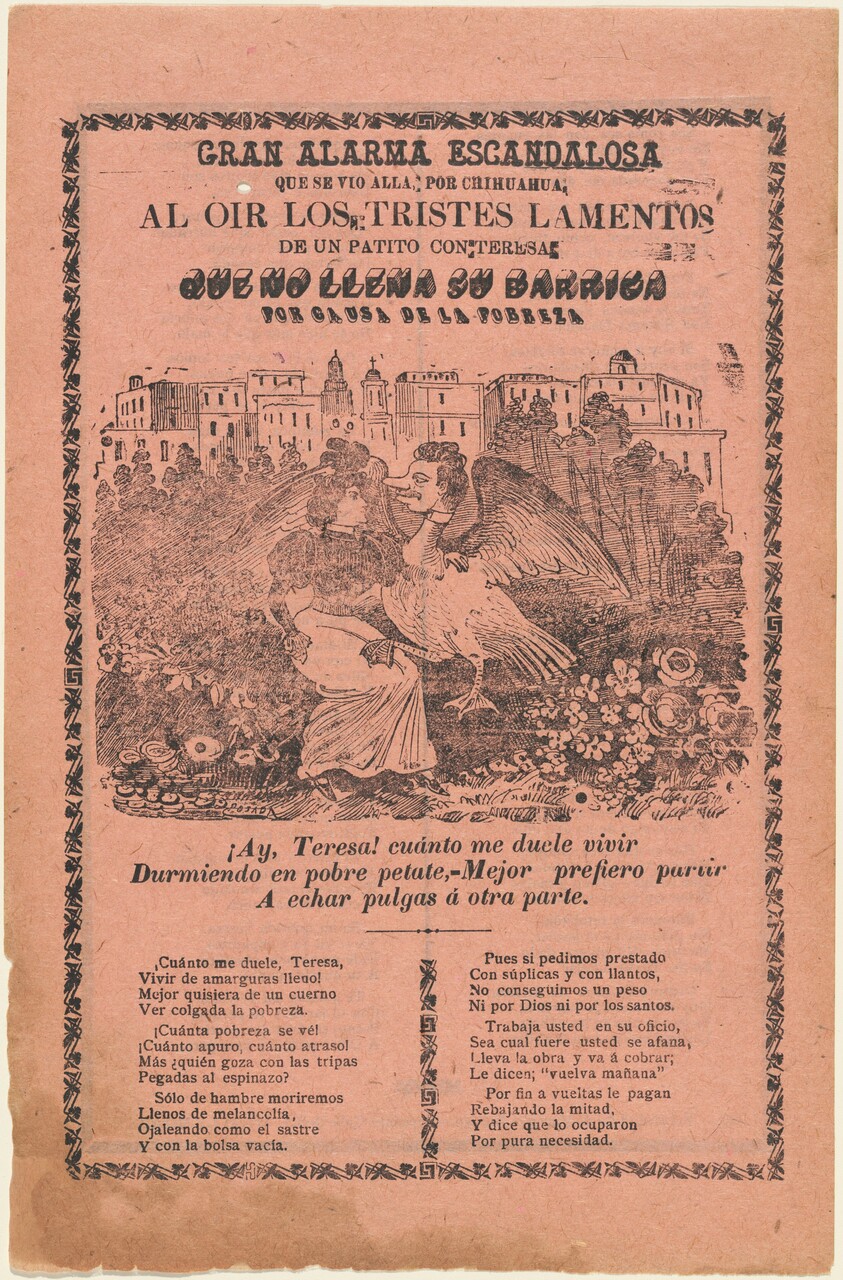 GRAN ALARMA ESCANDALOSA
QUE SE VIO ALLA, POR CHIHUAHUA,
AL OIR LOS TRISTES LAMENTOS
DE UN PATITO CON TERESA
QUE NO LLENA SU BARRIGA
POR CAUSA DE LA POBREZA
POSADA
¡Ay, Teresa! cuánto me duele vivir
Durmiendo en pobre petate,-Mejor prefiero partir
A echar pulgas á otra parte.
¡Cuánto me duele, Teresa,
Vivir de amarguras lleno!
Mejor quisiera de un cuerno
Ver colgada la pobreza.
¡Cuánta pobreza se vé!
¡Cuánto apuro, cuánto atraso!
Más ¿quién goza con las tripas
Pegadas al espinazo?
Sólo de hambre moriremos
Llenos de melancolía,
Ojaleando como el sastre
Y con la bolsa vacía.
Pues si pedimos prestado
Con súplicas y con llantos,
No conseguimos un peso
Ni por Dios ni por los santos.
Trabaja usted en su oficio,
Sea cual fuere usted se afana,
Lleva la obra y va á cobrar;
Le dicen; "vuelva mañana"
Por fin a vueltas le pagan
Rebajando la mitad,
Y dice que lo ocuparon
Por pura necesidad.